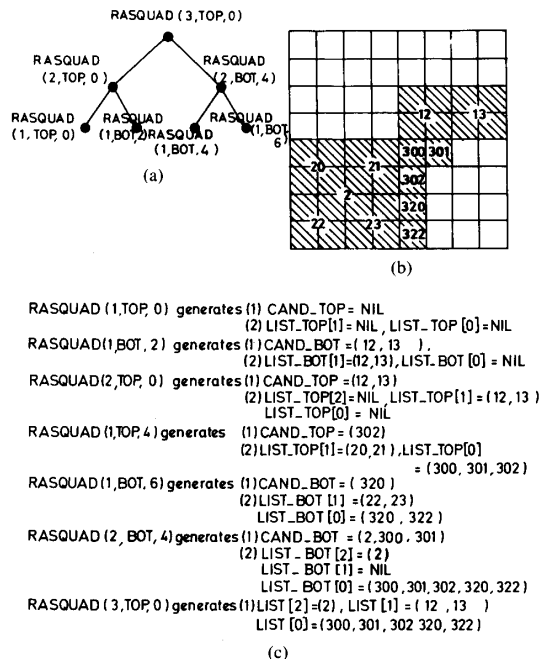 RASQUAD (3,TOP,0)
RASQUAD
(2,TOP, 0)
RASQUAD
(2,BOT,4)
RASQUAD
(1, TOP, 0)
RASQUAD
(1,BOT,2)
RASQUAD
(1,BOT,4)
RASQUAD
(1,BOT,
6)
(a)
12 13
20 21 300 301
302
2 320
22 23 322
(b)
RASQUAD (1,TOP, 0) generates (1) CAND_TOP = NIL
(2) LIST_TOP[1] = NIL, LIST_TOP [0] = NIL
RASQUAD(1,BOT, 2) generates (1) CAND_BOT = ( 12 , 13 ) .
(2) LIST_BOT[1]=(12,13), LIST_BOT [0] = NIL
RASQUAD(2,TOP, 0) generates (1) CAND_TOP =(12,13)
(2) LIST_TOP[2]=NIL, LIST_TOP[1] = (12,13 )
LIST_TOP[0] = NIL
RASQUAD(1,TOP,4) generates (1) CAND_TOP = (302)
(2) LIST_TOP[1]=(20,21) , LIST_TOP[0]
= (300, 301,302)
RASQUAD(1,BOT, 6) generates (1) CAND_BOT = ( 320 )
(2) LIST_BOT [1] = (22, 23)
LIST_BOT [0] = (320 , 322)
RASQUAD (2, BOT, 4) generates (1) CAND_BOT = (2,300 , 301)
(2) LIST_BOT [2] = (2)
LIST_BOT [1] = NIL
LIST_BOT [0] = (300,301,302,320,322)
RASQUAD (3,TOP,0) generates (1) LIST [2] =(2) , LIST [1] = ( 12 ,13 )
LIST [0] =(300, 301, 302 320, 322)
(c)